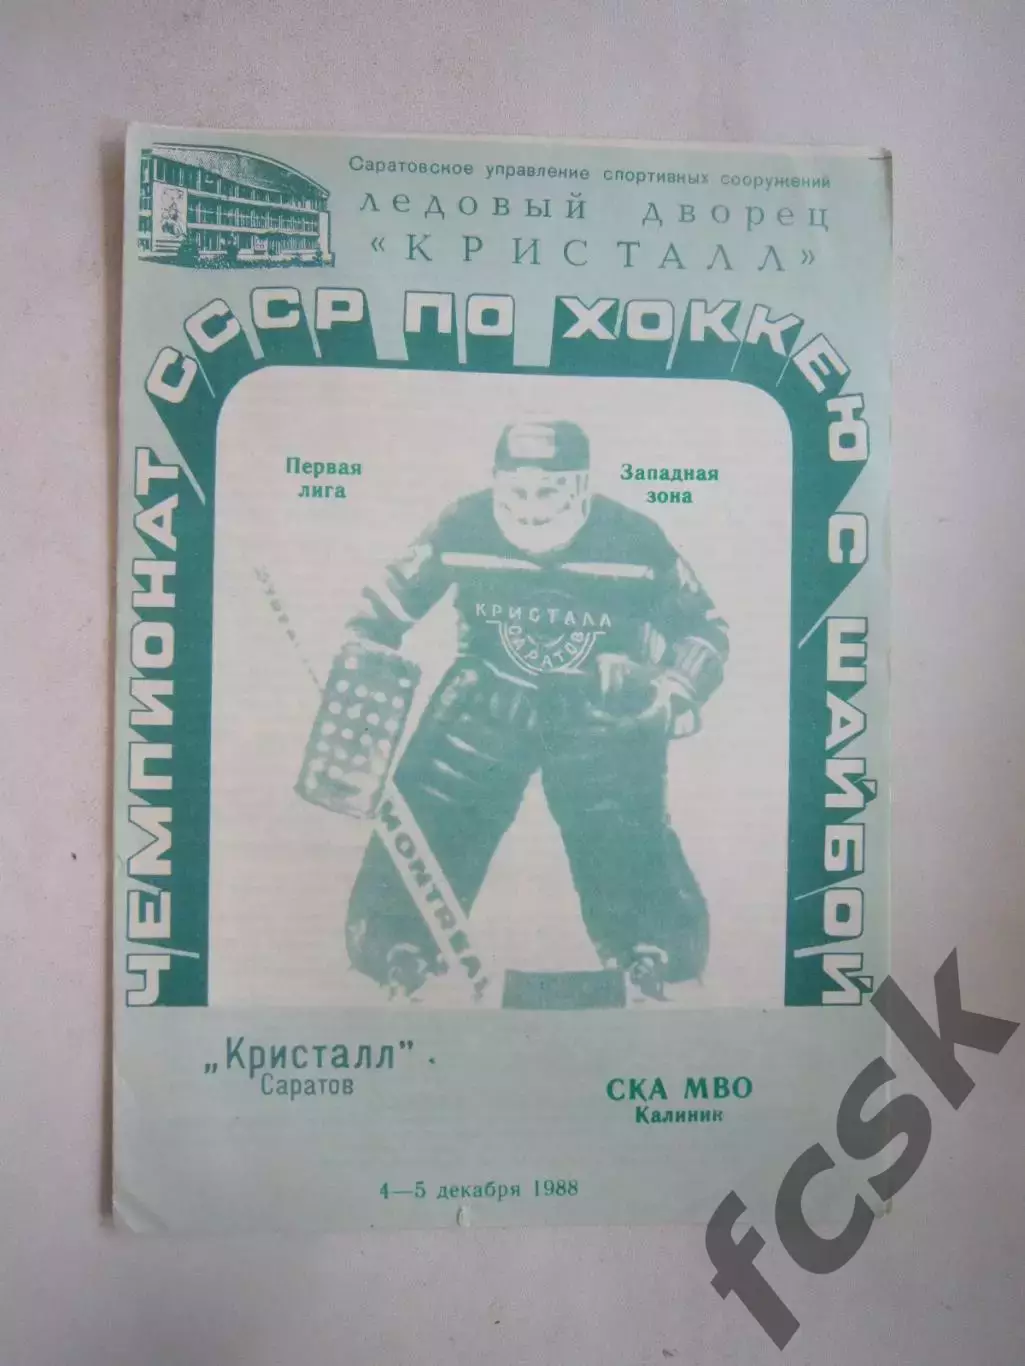 Саратовское управление спортивных сооружений
ЛЕДОВЫЙ ДВОРЕЦ
«КРИСТАЛЛ»
ЧЕМПИОНАТ СССР ПО ХОККЕЮ С ШАЙБОЙ
Первая
лига
Западная
зона
КРИСТАЛЛ
САРАТОВ
MONTREAL
„Кристалл"
Саратов
СКА МВО
Калинин
4—5 декабря 1988
fcsk